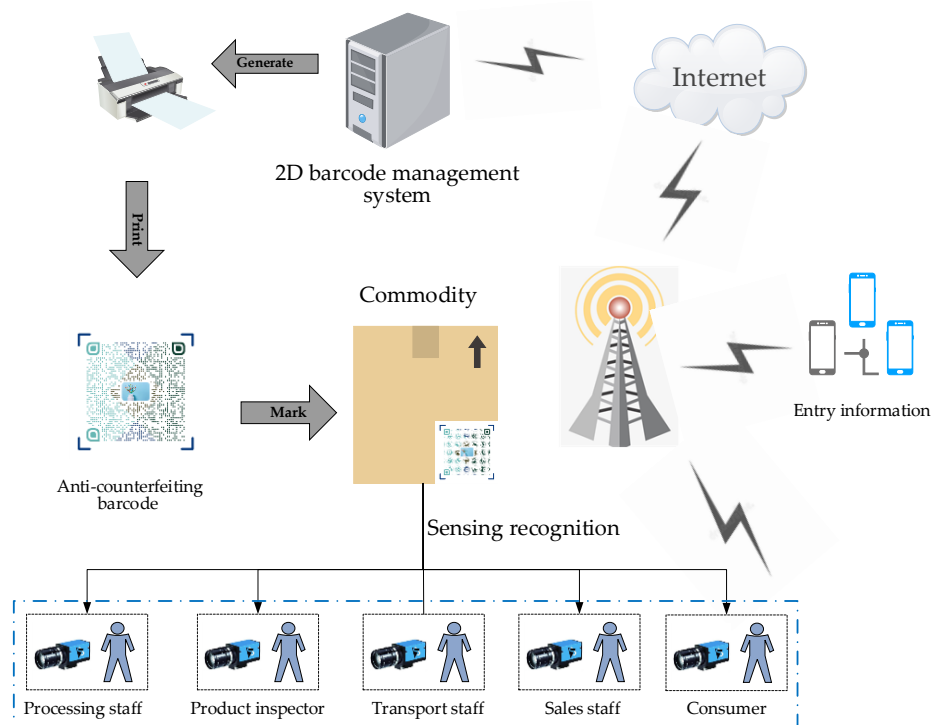 Generate
Internet
2D barcode management
system
Print
Commodity
Mark
Entry information
Anti-counterfeiting
barcode
Sensing recognition
Processing staff
Product inspector
Transport staff
Sales staff
Consumer